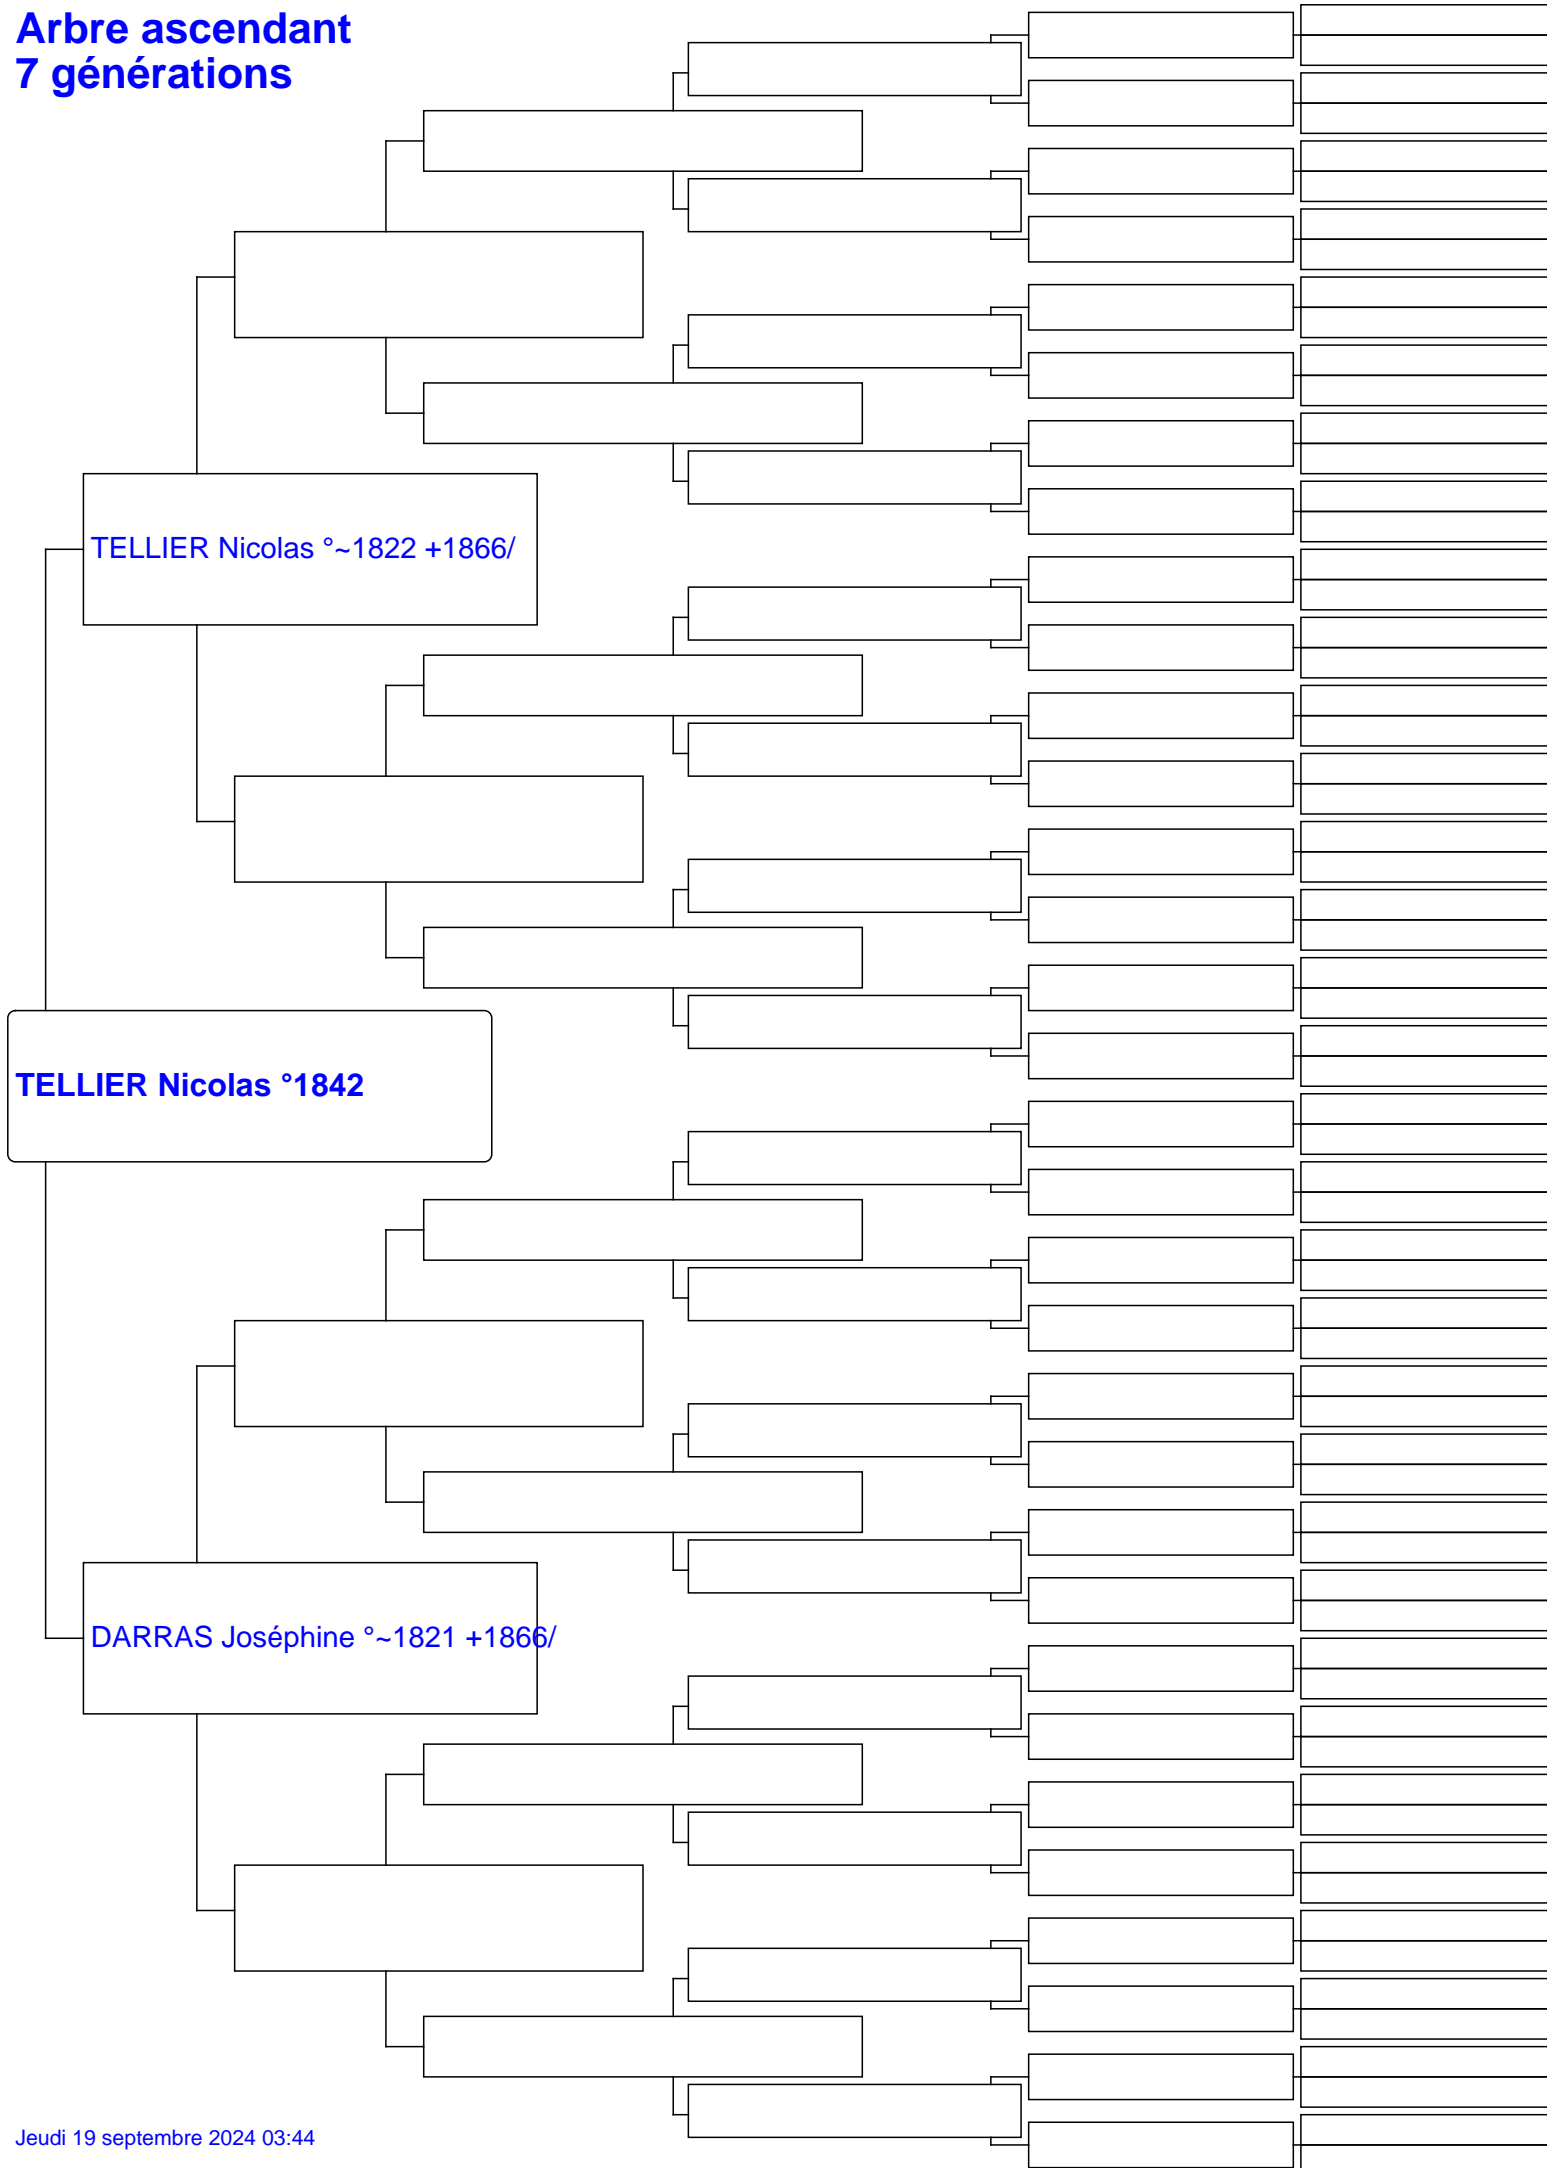 Arbre ascendant
7 générations
TELLIER Nicolas °~1822 +1866/
TELLIER Nicolas °1842
DARRAS Joséphine °~1821 +1866/
Jeudi 19 septembre 2024 03:44